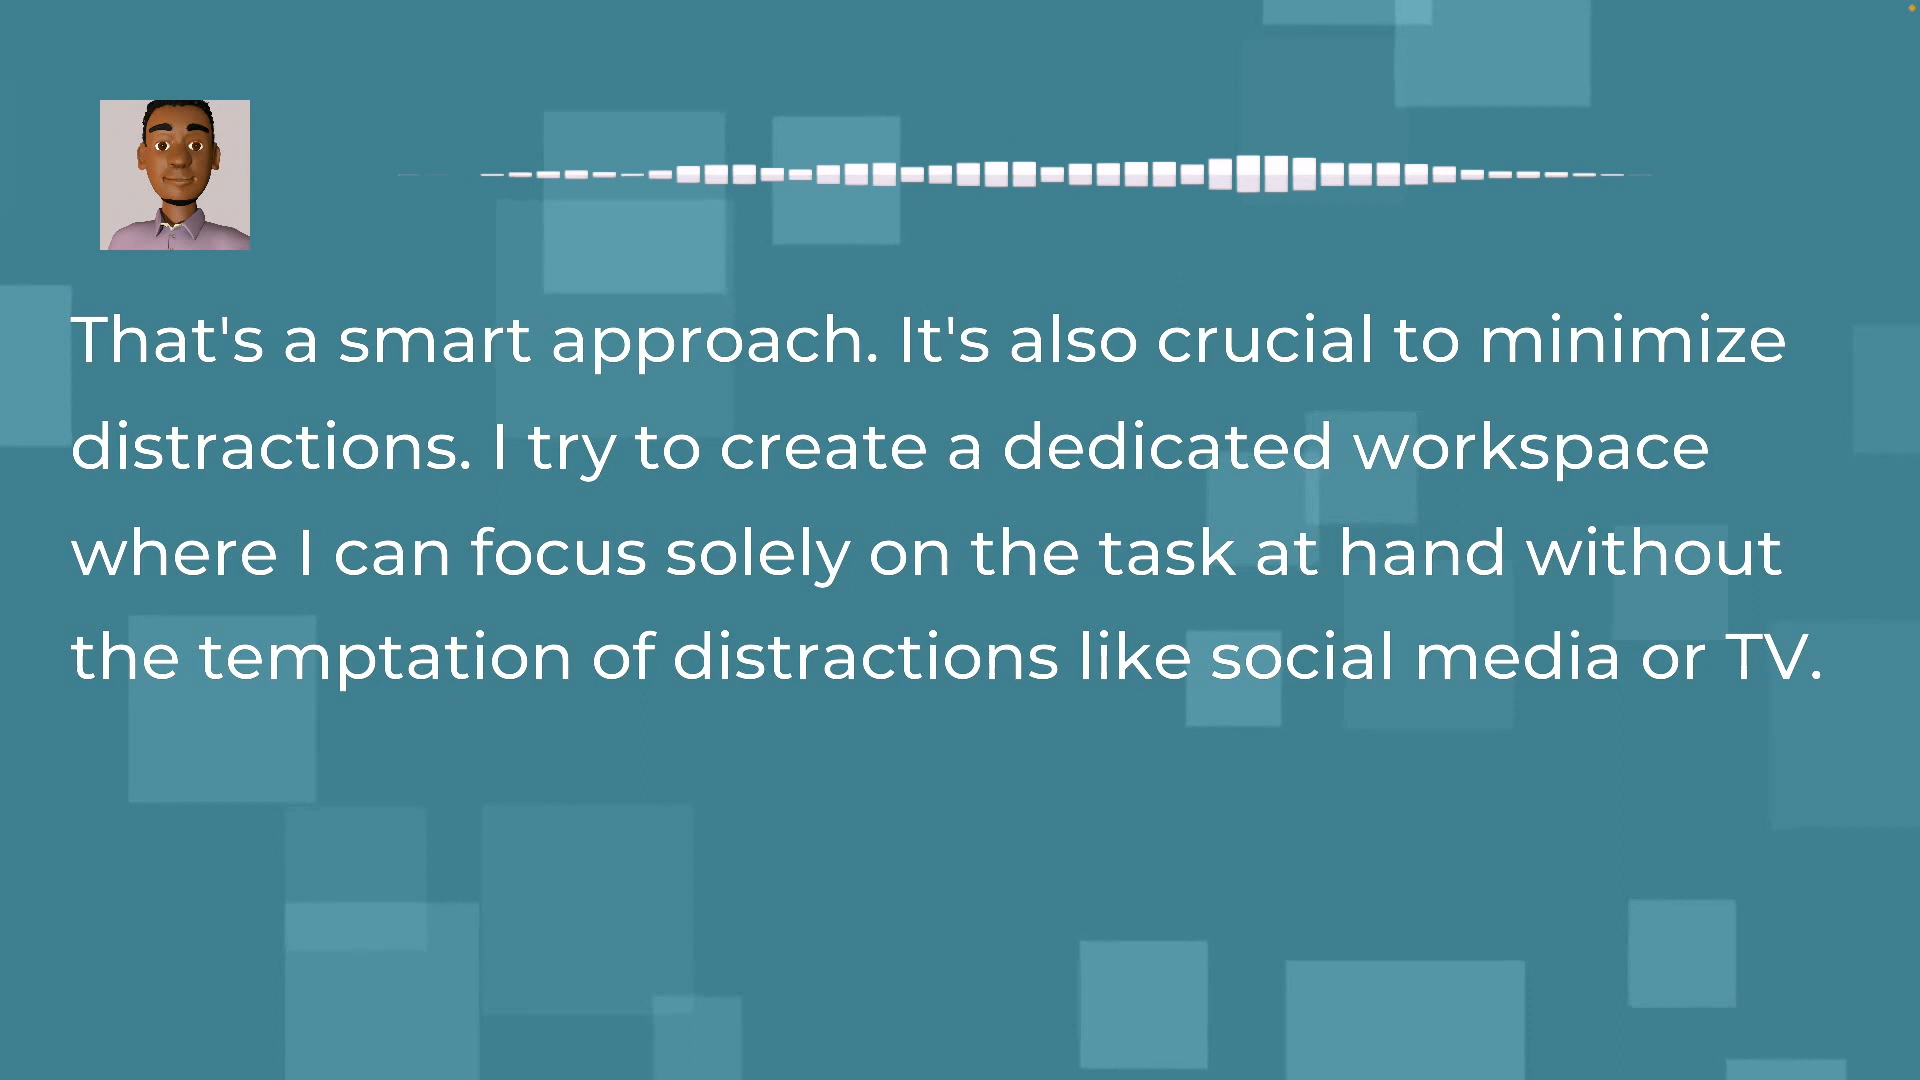 That's a smart approach. It's also crucial to minimize
distractions. I try to create a dedicated workspace
where I can focus solely on the task at hand without
the temptation of distractions like social media or TV.